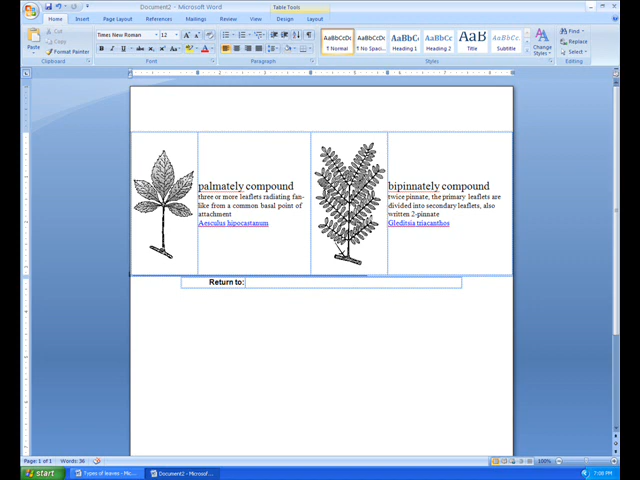 Document2 - Microsoft Word
Table Tools
Home
Insert
Page Layout
References
Mailings
Review
View
Design
Layout
Paste
Cut
Copy
Format Painter
Clipboard
Times New Roman
12
Font
Paragraph
AaBbCcDc
¶ Normal
AaBbCcDc
¶ No Spaci...
AaBbC
Heading 1
AaBbCc
Heading 2
Title
AaBbCc.
Subtitle
Change
Styles
Styles
Find
Replace
Select
Editing
palmately compound
three or more leaflets radiating fan-
like from a common basal point of
attachment
Aesculus hipocastanum
bipinnately compound
twice pinnate, the primary leaflets are
divided into secondary leaflets, also
written 2-pinnate
Gleditsia triacanthos
Return to:
Page: 1 of 1
Words: 36
100%
start
Types of leaves - Mic...
Document2 - Microsof...
7:08 PM